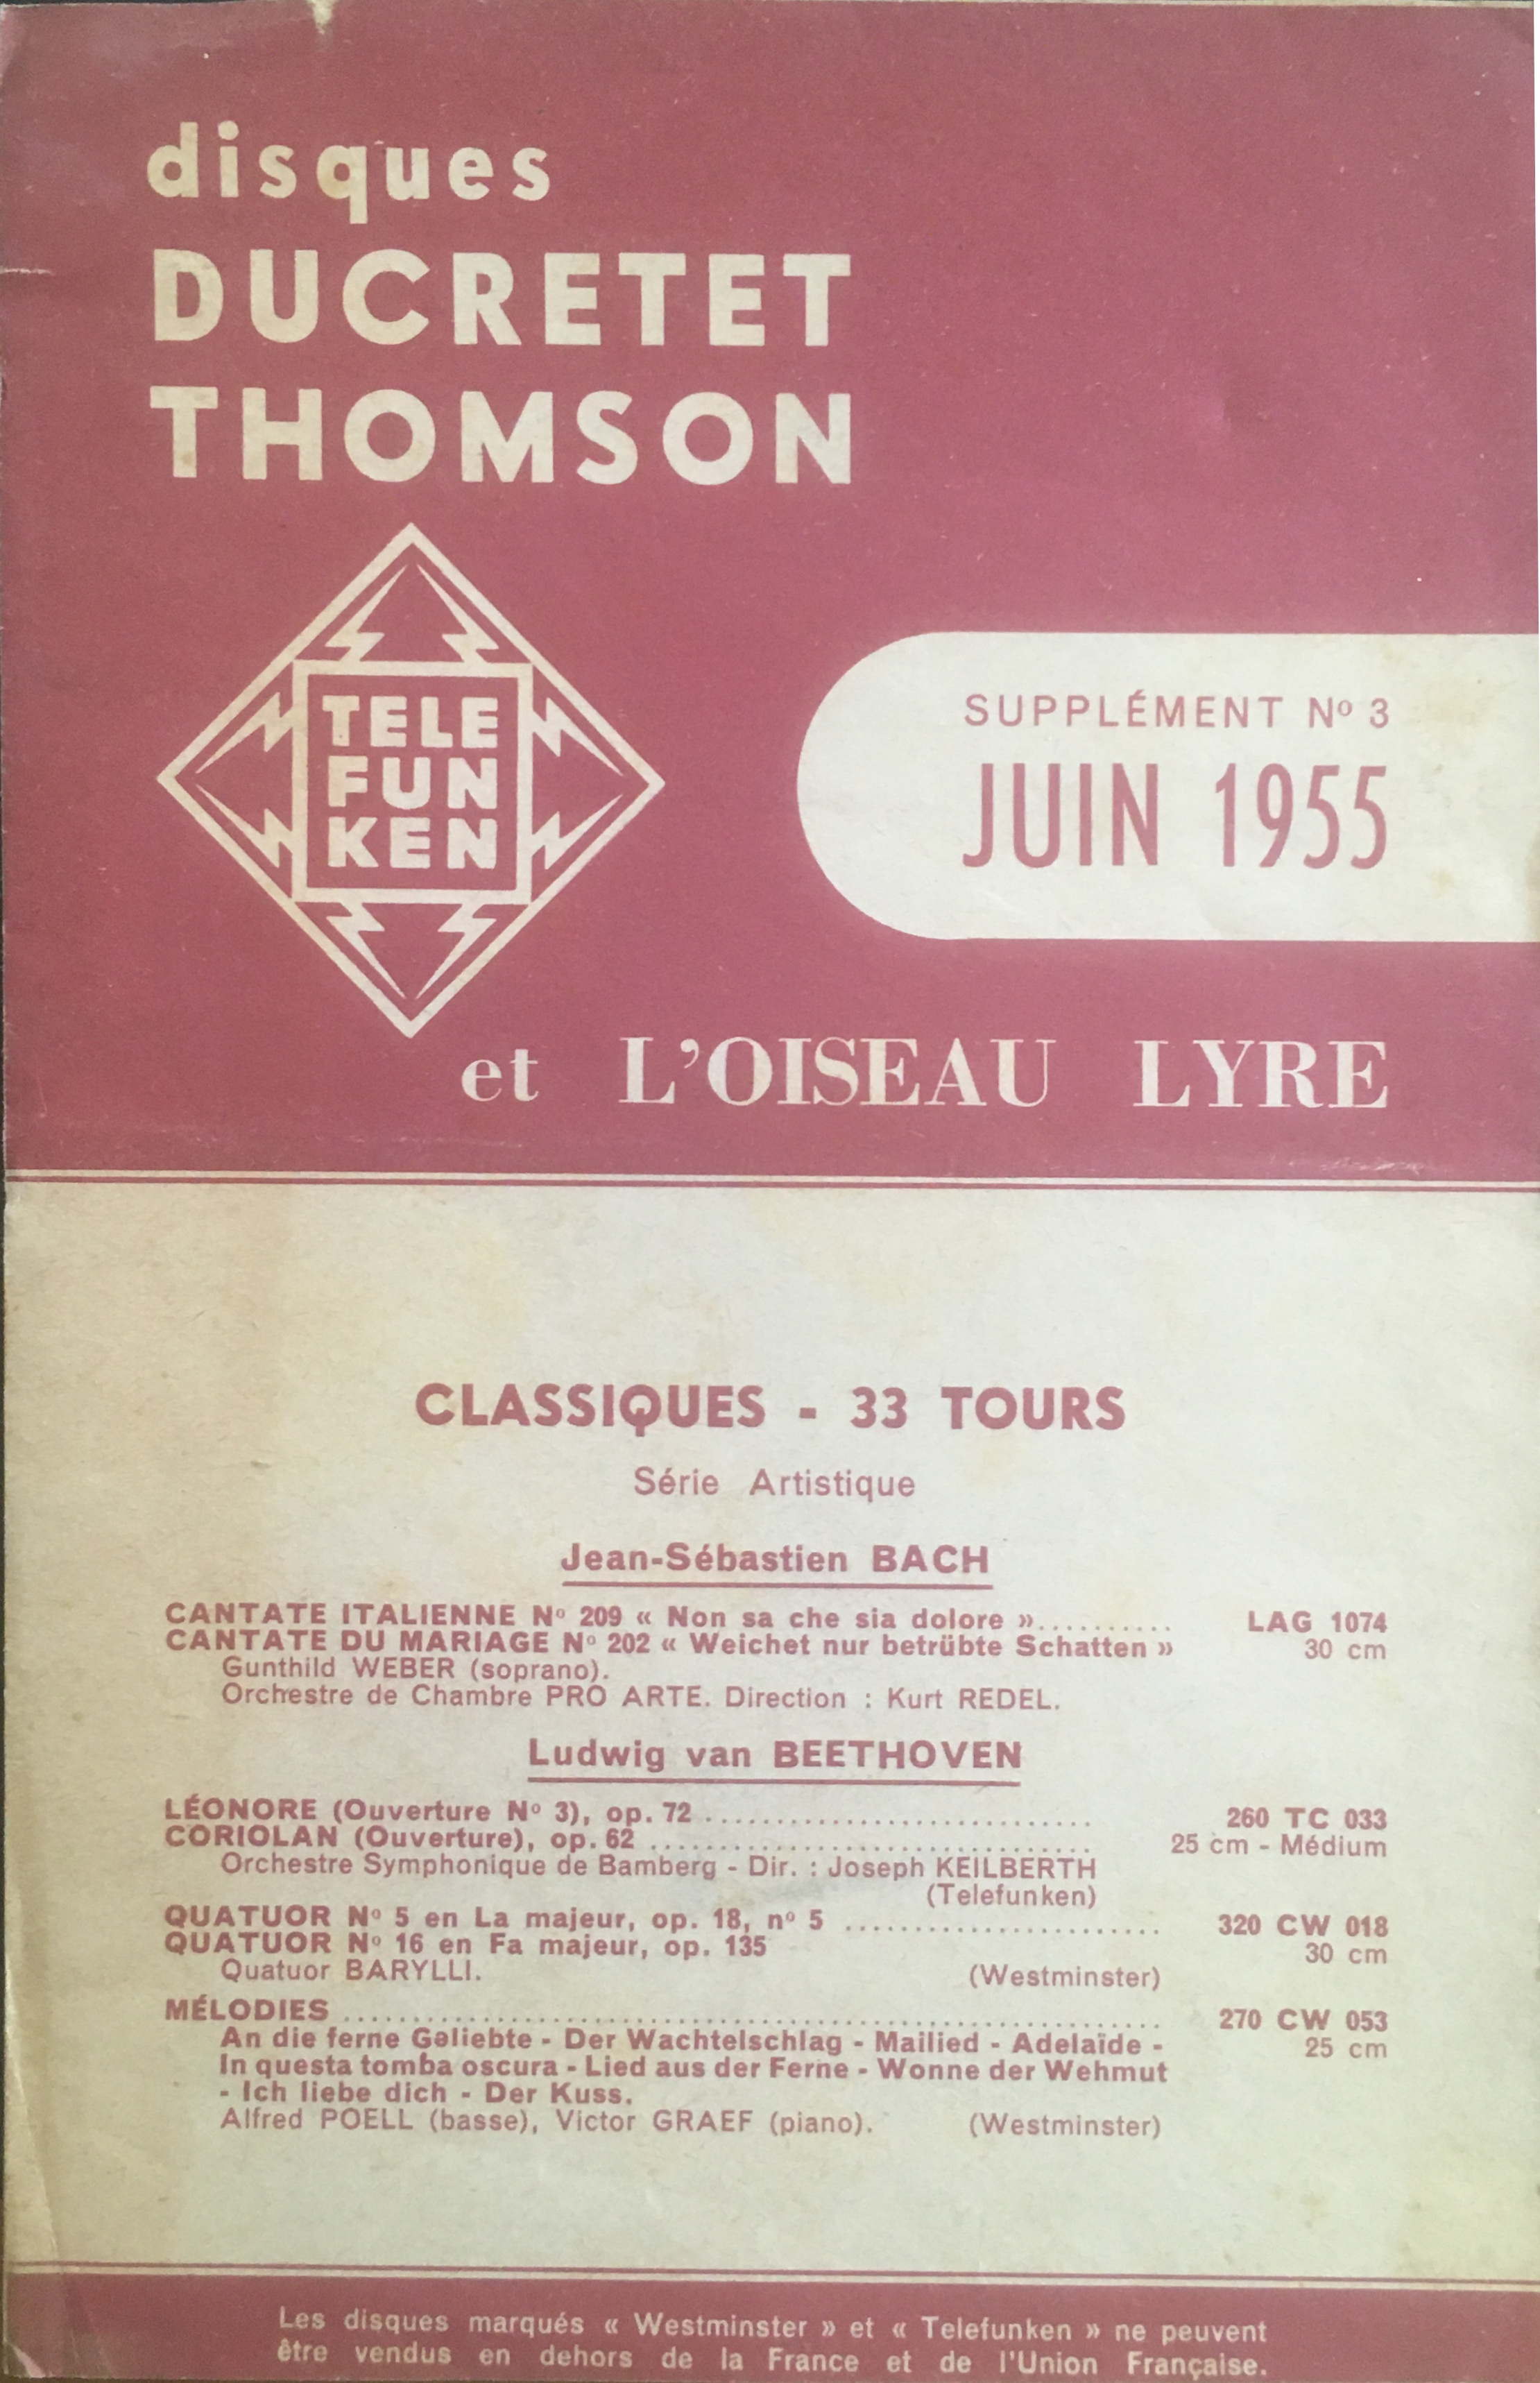 disques
DUCRETET
THOMSON
TELE
FUN
KEN
SUPPLÉMENT Nº 3
JUIN 1955
et L'OISEAU LYRE
CLASSIQUES - 33 TOURS
Série Artistique
Jean-Sébastien BACH
CANTATE ITALIENNE Nº 209 « Non sa che sia dolore ».......... LAG 1074
CANTATE DU MARIAGE Nº 202 « Weichet nur betrübte Schatten » 30 cm
Gunthild WEBER (soprano).
Orchestre de Chambre PRO ARTE. Direction : Kurt REDEL.
Ludwig van BEETHOVEN
LÉONORE (Ouverture Nº 3), op. 72 .............................. 260 TC 033
CORIOLAN (Ouverture), op. 62 .................................. 25 cm - Médium
Orchestre Symphonique de Bamberg - Dir. : Joseph KEILBERTH
(Telefunken)
QUATUOR Nº 5 en La majeur, op. 18, nº 5 ........................ 320 CW 018
QUATUOR Nº 16 en Fa majeur, op. 135 30 cm
Quatuor BARYLLI. (Westminster)
MÉLODIES ............................................................... 270 CW 053
An die ferne Geliebte - Der Wachtelschlag - Mailied - Adelaïde - 25 cm
In questa tomba oscura - Lied aus der Ferne - Wonne der Wehmut
- Ich liebe dich - Der Kuss.
Alfred POELL (basse), Victor GRAEF (piano). (Westminster)
Les disques marqués « Westminster » et « Telefunken » ne peuvent
être vendus en dehors de la France et de l'Union Française.